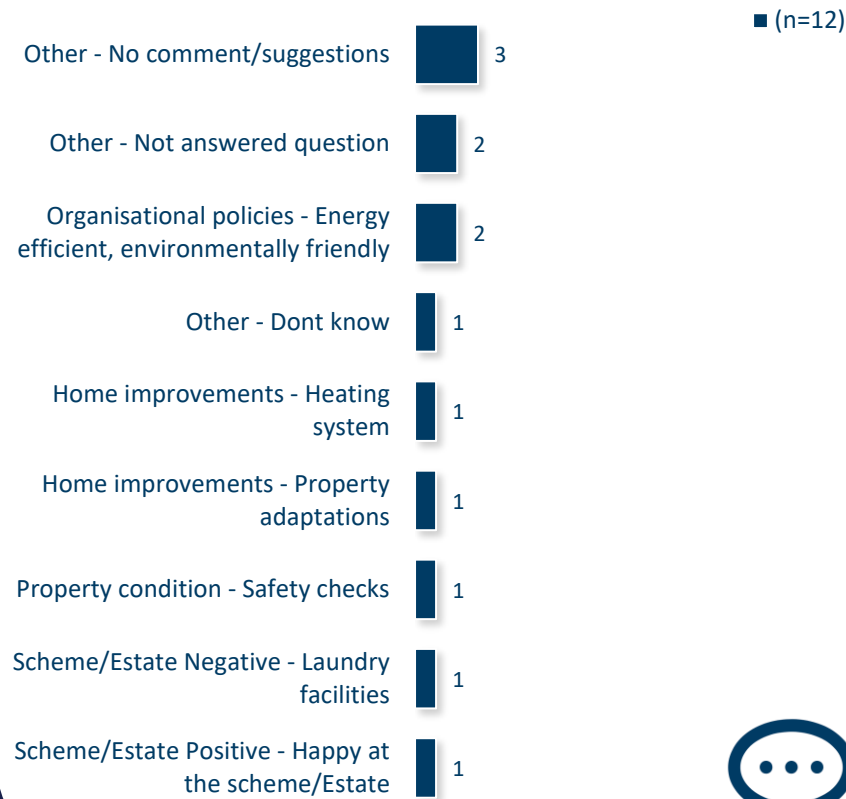 (n=12)
Other - No comment/suggestions 3
Other - Not answered question 2
Organisational policies - Energy
efficient, environmentally friendly 2
Other - Dont know 1
Home improvements - Heating
system 1
Home improvements - Property
adaptations 1
Property condition - Safety checks 1
Scheme/Estate Negative - Laundry
facilities 1
Scheme/Estate Positive - Happy at
the scheme/Estate 1